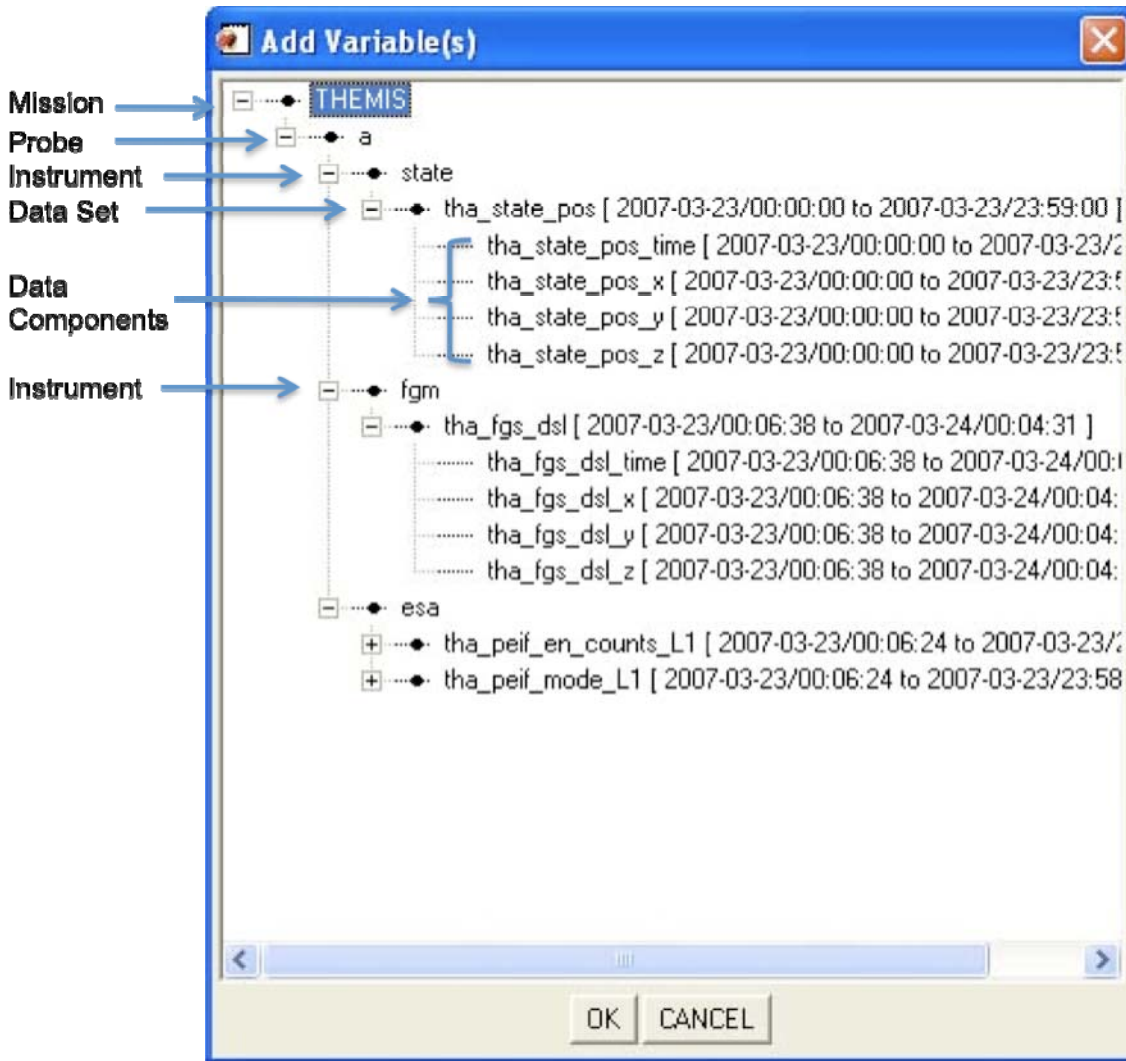 Add Variable(s)
Mission
THEMIS
Probe
a
Instrument
state
Data Set
tha_state_pos [ 2007-03-23/00:00:00 to 2007-03-23/23:59:00 ]
tha_state_pos_time [ 2007-03-23/00:00:00 to 2007-03-23/2
Data
Components
tha_state_pos_x [ 2007-03-23/00:00:00 to 2007-03-23/23:5
tha_state_pos_y [ 2007-03-23/00:00:00 to 2007-03-23/23:5
tha_state_pos_z [ 2007-03-23/00:00:00 to 2007-03-23/23:5
Instrument
fgm
tha_fgs_dsl [ 2007-03-23/00:06:38 to 2007-03-24/00:04:31 ]
tha_fgs_dsl_time [ 2007-03-23/00:06:38 to 2007-03-24/00:
tha_fgs_dsl_x [ 2007-03-23/00:06:38 to 2007-03-24/00:04:
tha_fgs_dsl_y [ 2007-03-23/00:06:38 to 2007-03-24/00:04:
tha_fgs_dsl_z [ 2007-03-23/00:06:38 to 2007-03-24/00:04:
esa
tha_peif_en_counts_L1 [ 2007-03-23/00:06:24 to 2007-03-23/2
tha_peif_mode_L1 [ 2007-03-23/00:06:24 to 2007-03-23/23:58
OK
CANCEL